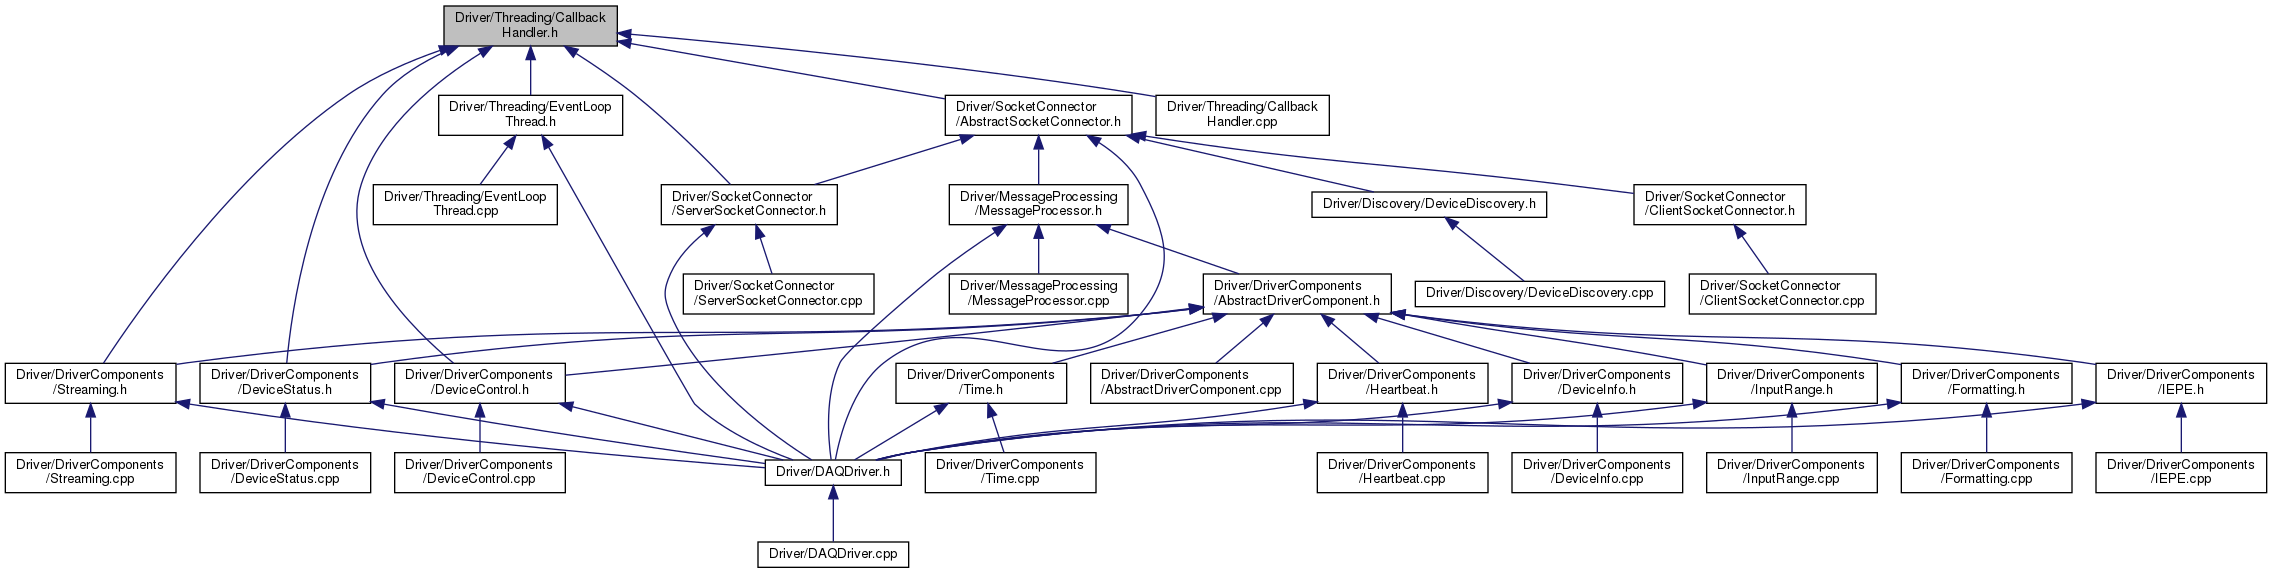 Driver/Threading/Callback
Handler.h
Driver/Threading/EventLoop
Thread.h
Driver/SocketConnector
/AbstractSocketConnector.h
Driver/Threading/Callback
Handler.cpp
Driver/Threading/EventLoop
Thread.cpp
Driver/SocketConnector
/ServerSocketConnector.h
Driver/MessageProcessing
/MessageProcessor.h
Driver/Discovery/DeviceDiscovery.h
Driver/SocketConnector
/ClientSocketConnector.h
Driver/SocketConnector
/ServerSocketConnector.cpp
Driver/MessageProcessing
/MessageProcessor.cpp
Driver/DriverComponents
/AbstractDriverComponent.h
Driver/Discovery/DeviceDiscovery.cpp
Driver/SocketConnector
/ClientSocketConnector.cpp
Driver/DriverComponents
/Streaming.h
Driver/DriverComponents
/DeviceStatus.h
Driver/DriverComponents
/DeviceControl.h
Driver/DriverComponents
/Time.h
Driver/DriverComponents
/AbstractDriverComponent.cpp
Driver/DriverComponents
/Heartbeat.h
Driver/DriverComponents
/DeviceInfo.h
Driver/DriverComponents
/InputRange.h
Driver/DriverComponents
/Formatting.h
Driver/DriverComponents
/IEPE.h
Driver/DriverComponents
/Streaming.cpp
Driver/DriverComponents
/DeviceStatus.cpp
Driver/DriverComponents
/DeviceControl.cpp
Driver/DAQDriver.h
Driver/DriverComponents
/Time.cpp
Driver/DriverComponents
/Heartbeat.cpp
Driver/DriverComponents
/DeviceInfo.cpp
Driver/DriverComponents
/InputRange.cpp
Driver/DriverComponents
/Formatting.cpp
Driver/DriverComponents
/IEPE.cpp
Driver/DAQDriver.cpp